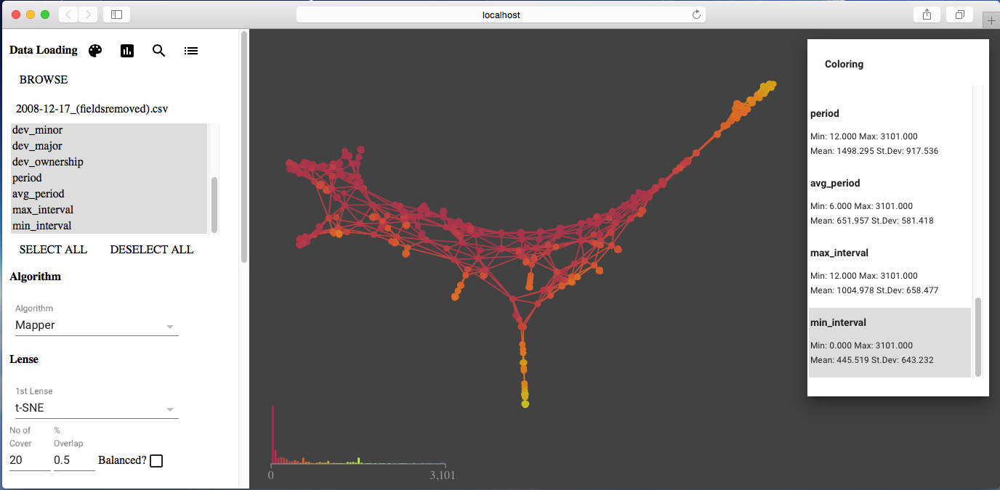 localhost
Data Loading
BROWSE
2008-12-17_(fieldsremoved).csv
dev_minor
dev_major
dev_ownership
period
avg_period
max_interval
min_interval
SELECT ALL DESELECT ALL
Algorithm
Algorithm
Mapper
Lense
1st Lense
t-SNE
No of %
Cover Overlap
20 0.5 Balanced?
0 3,101
Coloring
period
Min: 12.000 Max: 3101.000
Mean: 1498.295 St.Dev: 917.536
avg_period
Min: 6.000 Max: 3101.000
Mean: 651.957 St.Dev: 581.418
max_interval
Min: 12.000 Max: 3101.000
Mean: 1004.978 St.Dev: 658.477
min_interval
Min: 0.000 Max: 3101.000
Mean: 445.519 St.Dev: 643.232